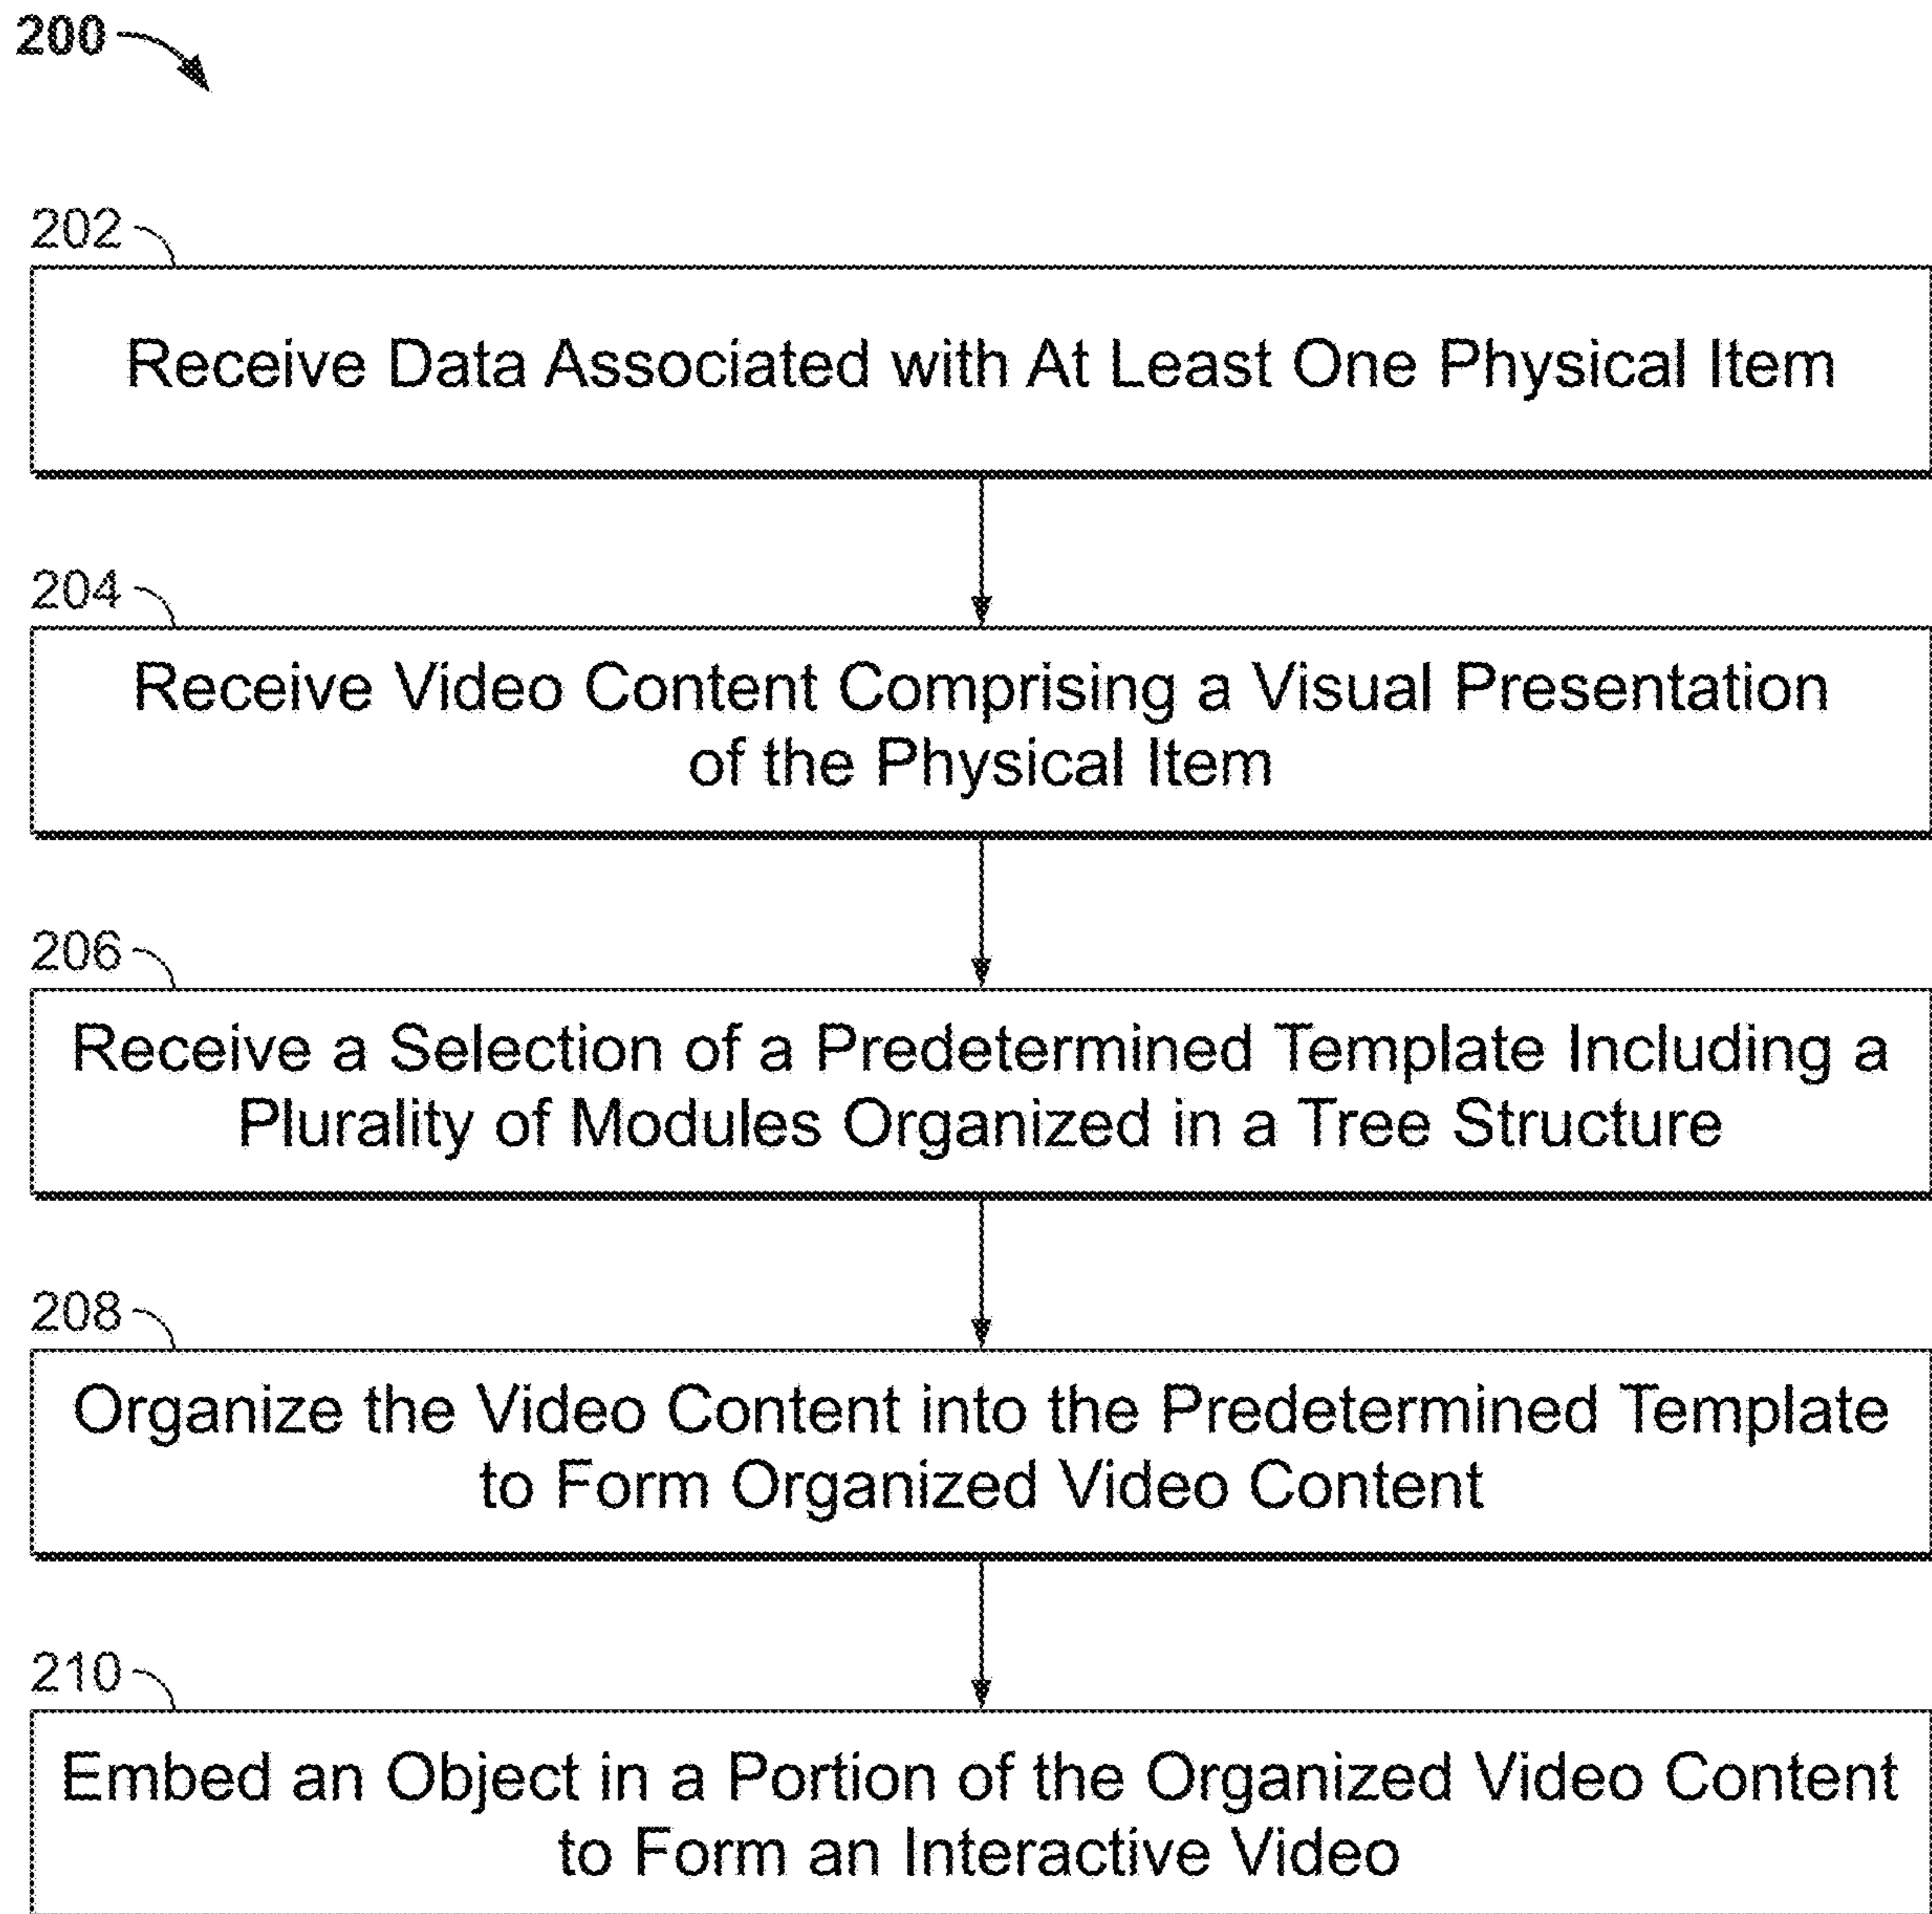 200
202
Receive Data Associated with At Least One Physical Item
204
Receive Video Content Comprising a Visual Presentation
of the Physical Item
206
Receive a Selection of a Predetermined Template Including a
Plurality of Modules Organized in a Tree Structure
208
Organize the Video Content into the Predetermined Template
to Form Organized Video Content
210
Embed an Object in a Portion of the Organized Video Content
to Form an Interactive Video